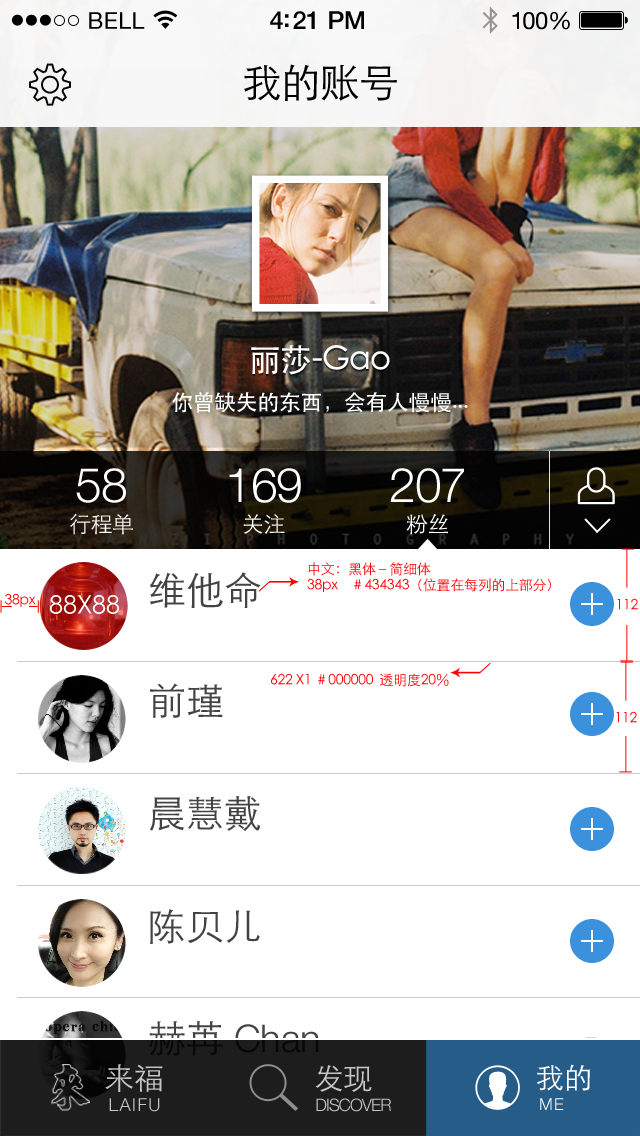 BELL 4:21 PM 100%
我的账号
丽莎-Gao
你曾缺失的东西，会有人慢慢...
58 169 207
行程单 关注 粉丝
PHOTOGRAPHY
中文：黑体－简细体
38px ＃434343（位置在每列的上部分）
38px
88X88
维他命
112
622 X1 ＃000000 透明度20%
前瑾
112
晨慧戴
陈贝儿
opera
赫苒 Chan
来福 发现 我的
LAIFU DISCOVER ME